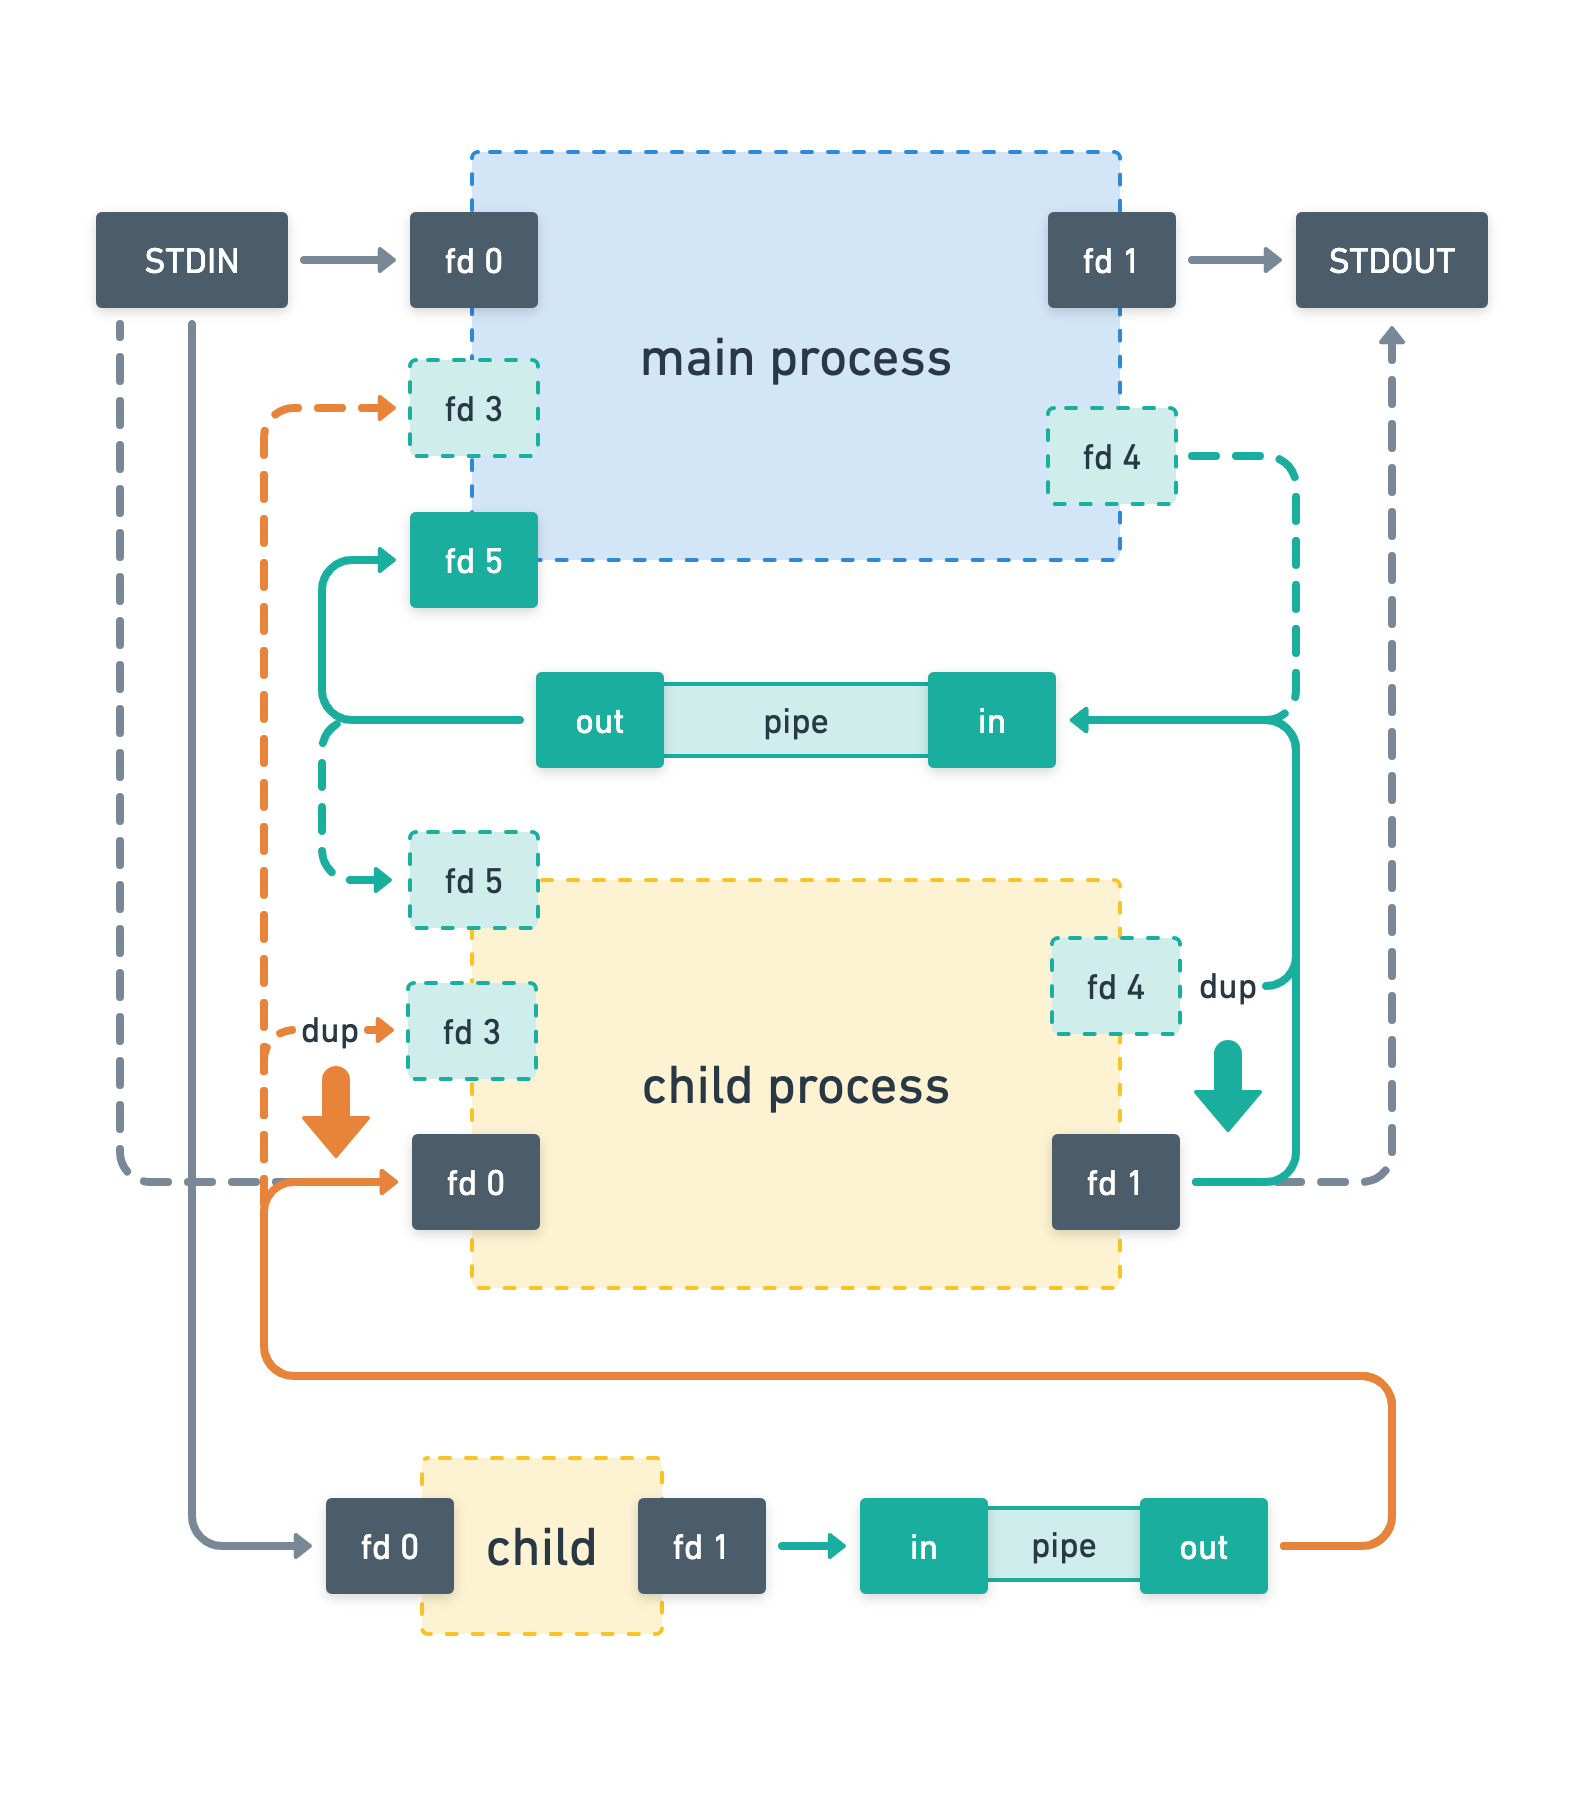 STDIN
fd 0
fd 1
STDOUT
main process
fd 3
fd 4
fd 5
out
pipe
in
fd 5
fd 4
dup
dup
fd 3
child process
fd 0
fd 1
fd 0
child
fd 1
in
pipe
out